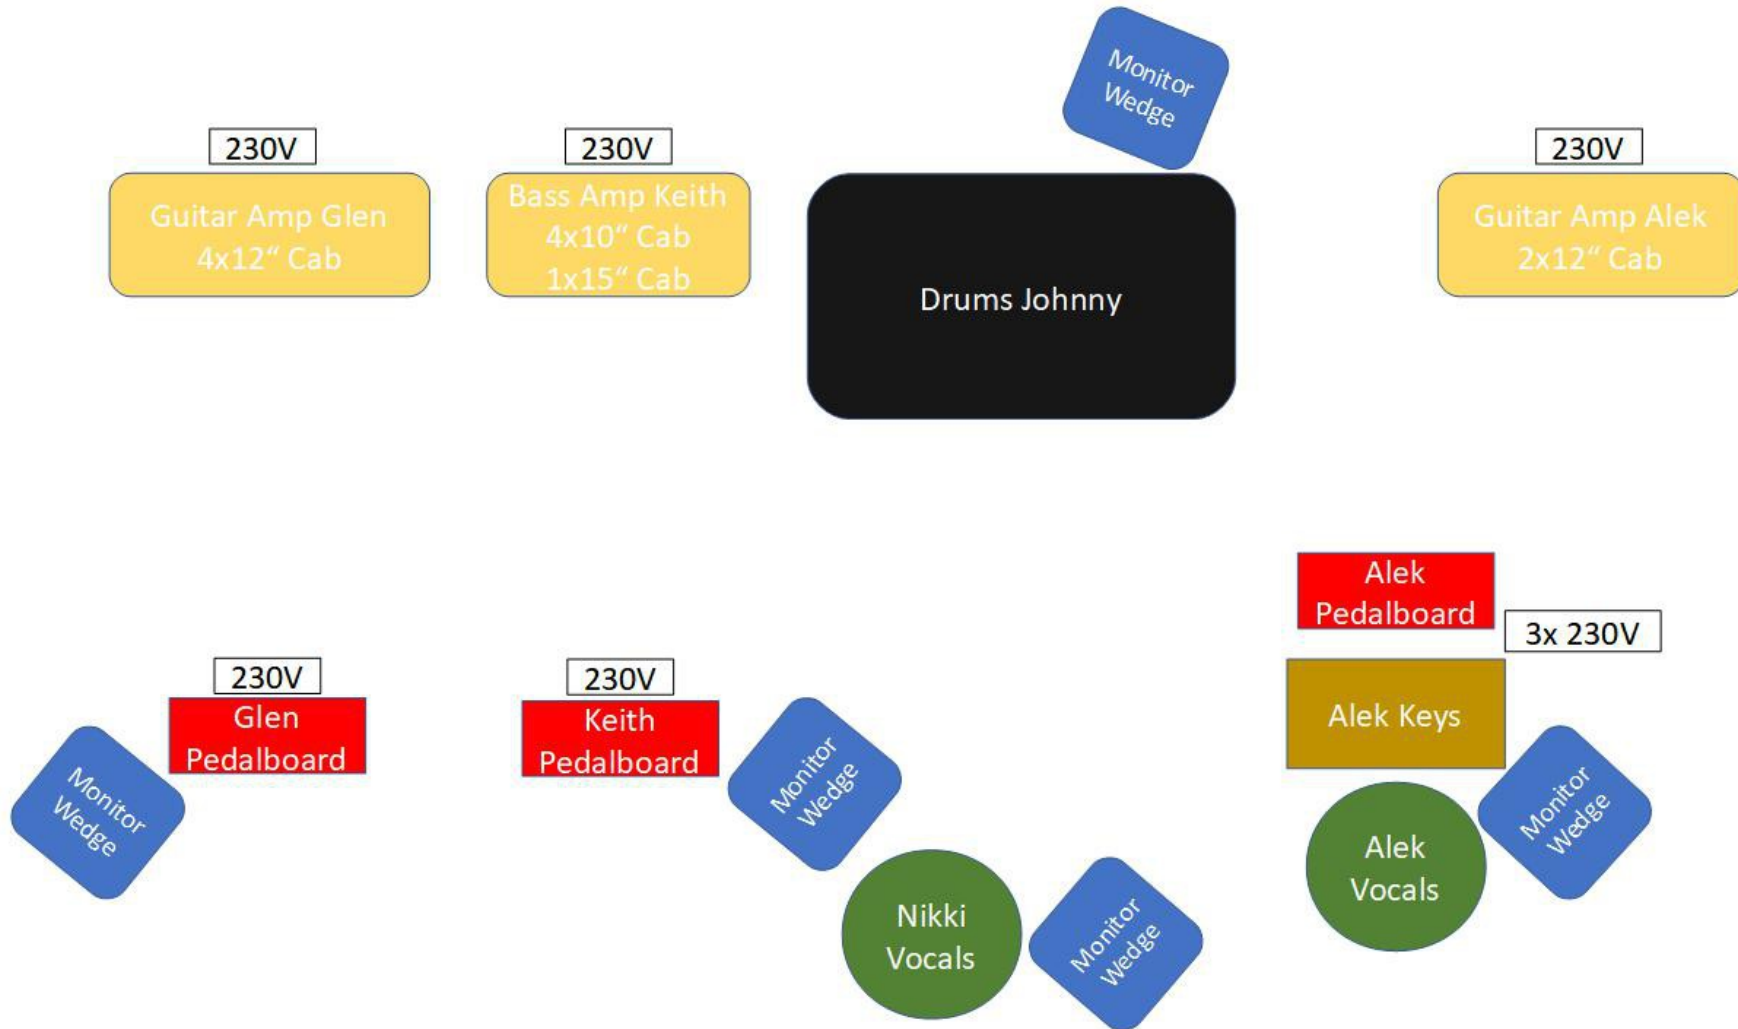 Monitor
Wedge
230V
230V
230V
Guitar Amp Glen
4x12“ Cab
Bass Amp Keith
4x10“ Cab
1x15“ Cab
Drums Johnny
Guitar Amp Alek
2x12“ Cab
Alek
Pedalboard
3x 230V
230V
230V
Glen
Pedalboard
Keith
Pedalboard
Alek Keys
Monitor
Wedge
Monitor
Wedge
Monitor
Wedge
Alek
Vocals
Nikki
Vocals
Monitor
Wedge